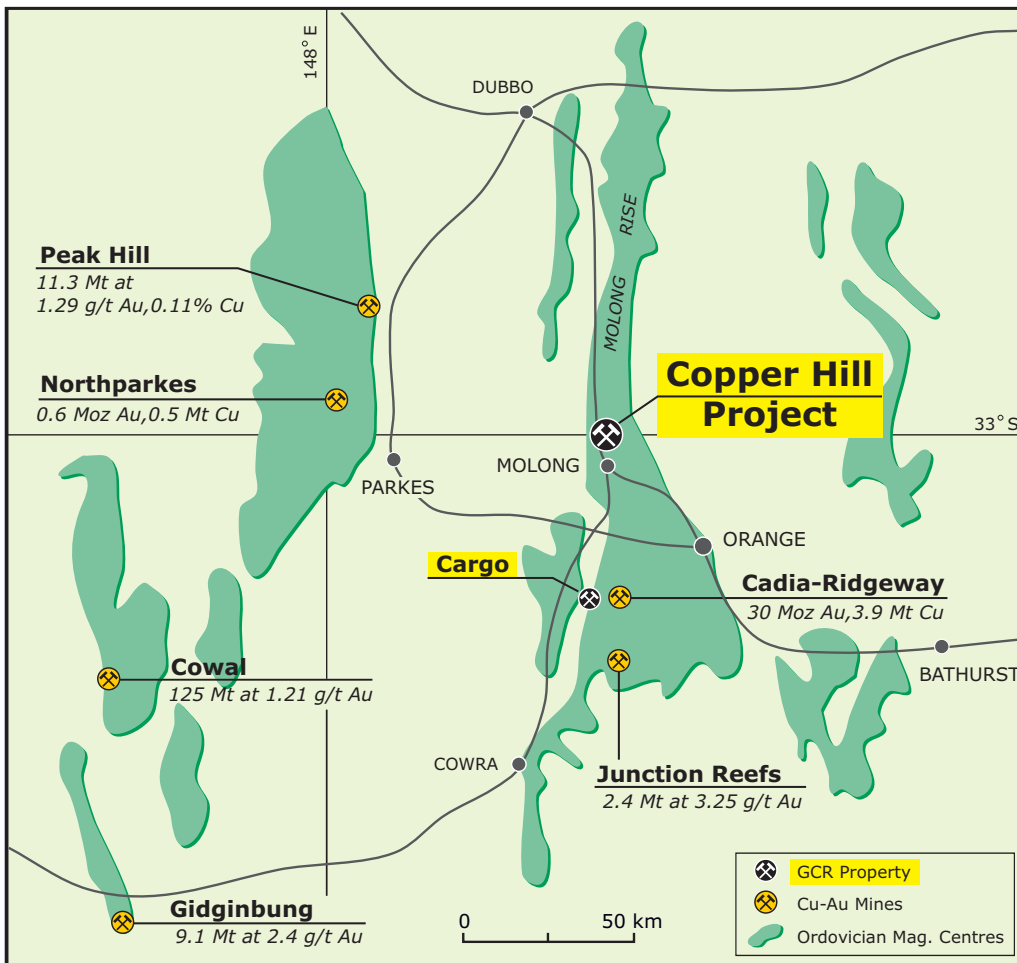 148° E
DUBBO
MOLONG RISE
Peak Hill
11.3 Mt at
1.29 g/t Au,0.11% Cu
Northparkes
0.6 Moz Au,0.5 Mt Cu
Copper Hill
Project
33° S
MOLONG
PARKES
ORANGE
Cargo
Cadia-Ridgeway
30 Moz Au,3.9 Mt Cu
Cowal
125 Mt at 1.21 g/t Au
BATHURST
COWRA
Junction Reefs
2.4 Mt at 3.25 g/t Au
Gidginbung
9.1 Mt at 2.4 g/t Au
0 50 km
GCR Property
Cu-Au Mines
Ordovician Mag. Centres